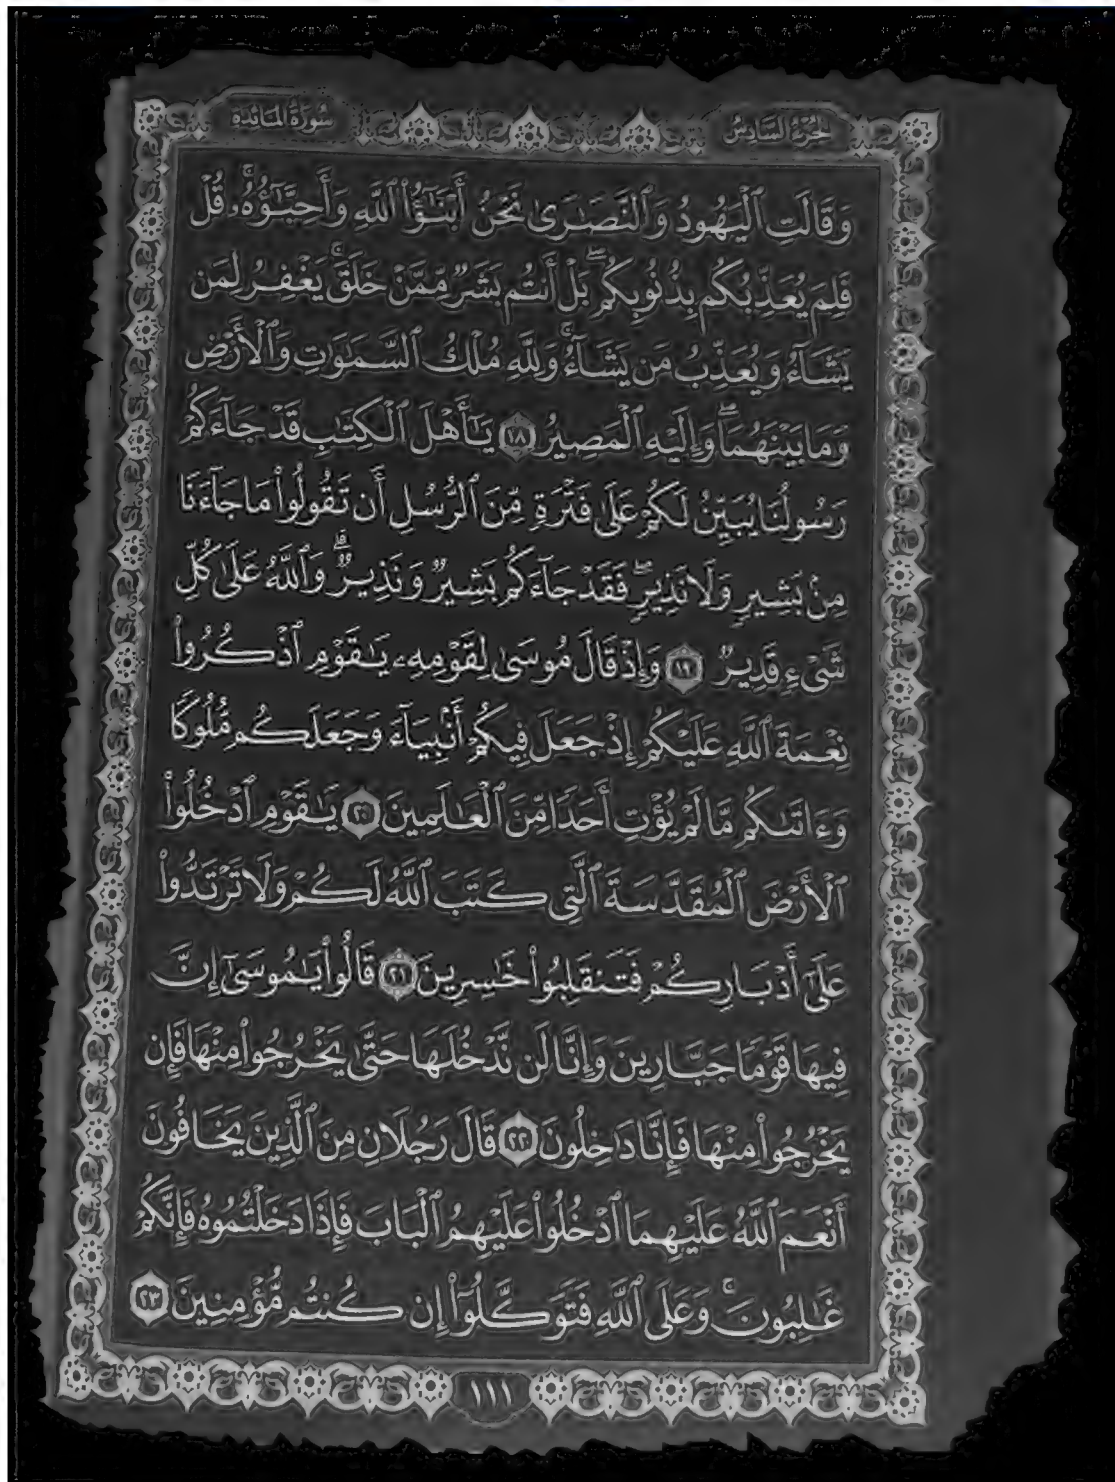 الجزء السادس
سورة المائدة
وَقَالَتِ ٱلْيَهُودُ وَٱلنَّصَٰرَىٰ نَحْنُ أَبْنَٰٓؤُا۟ ٱللَّهِ وَأَحِبَّٰٓؤُهُۥ ۚ قُلْ
فَلِمَ يُعَذِّبُكُم بِذُنُوبِكُم ۖ بَلْ أَنتُم بَشَرٌ مِّمَّنْ خَلَقَ ۚ يَغْفِرُ لِمَن
يَشَآءُ وَيُعَذِّبُ مَن يَشَآءُ ۚ وَلِلَّهِ مُلْكُ ٱلسَّمَٰوَٰتِ وَٱلْأَرْضِ
وَمَا بَيْنَهُمَا ۖ وَإِلَيْهِ ٱلْمَصِيرُ ١٨ يَٰٓأَهْلَ ٱلْكِتَٰبِ قَدْ جَآءَكُمْ
رَسُولُنَا يُبَيِّنُ لَكُمْ عَلَىٰ فَتْرَةٍ مِّنَ ٱلرُّسُلِ أَن تَقُولُوا۟ مَا جَآءَنَا
مِنۢ بَشِيرٍ وَلَا نَذِيرٍ ۖ فَقَدْ جَآءَكُم بَشِيرٌ وَنَذِيرٌ ۗ وَٱللَّهُ عَلَىٰ كُلِّ
شَىْءٍ قَدِيرٌ ١٩ وَإِذْ قَالَ مُوسَىٰ لِقَوْمِهِۦ يَٰقَوْمِ ٱذْكُرُوا۟
نِعْمَةَ ٱللَّهِ عَلَيْكُمْ إِذْ جَعَلَ فِيكُمْ أَنۢبِيَآءَ وَجَعَلَكُم مُّلُوكًا
وَءَاتَىٰكُم مَّا لَمْ يُؤْتِ أَحَدًا مِّنَ ٱلْعَٰلَمِينَ ٢٠ يَٰقَوْمِ ٱدْخُلُوا۟
ٱلْأَرْضَ ٱلْمُقَدَّسَةَ ٱلَّتِى كَتَبَ ٱللَّهُ لَكُمْ وَلَا تَرْتَدُّوا۟
عَلَىٰٓ أَدْبَارِكُمْ فَتَنقَلِبُوا۟ خَٰسِرِينَ ٢١ قَالُوا۟ يَٰمُوسَىٰٓ إِنَّ
فِيهَا قَوْمًا جَبَّارِينَ وَإِنَّا لَن نَّدْخُلَهَا حَتَّىٰ يَخْرُجُوا۟ مِنْهَا فَإِن
يَخْرُجُوا۟ مِنْهَا فَإِنَّا دَٰخِلُونَ ٢٢ قَالَ رَجُلَانِ مِنَ ٱلَّذِينَ يَخَافُونَ
أَنْعَمَ ٱللَّهُ عَلَيْهِمَا ٱدْخُلُوا۟ عَلَيْهِمُ ٱلْبَابَ فَإِذَا دَخَلْتُمُوهُ فَإِنَّكُمْ
غَٰلِبُونَ ۚ وَعَلَى ٱللَّهِ فَتَوَكَّلُوٓا۟ إِن كُنتُم مُّؤْمِنِينَ ٢٣
١١١